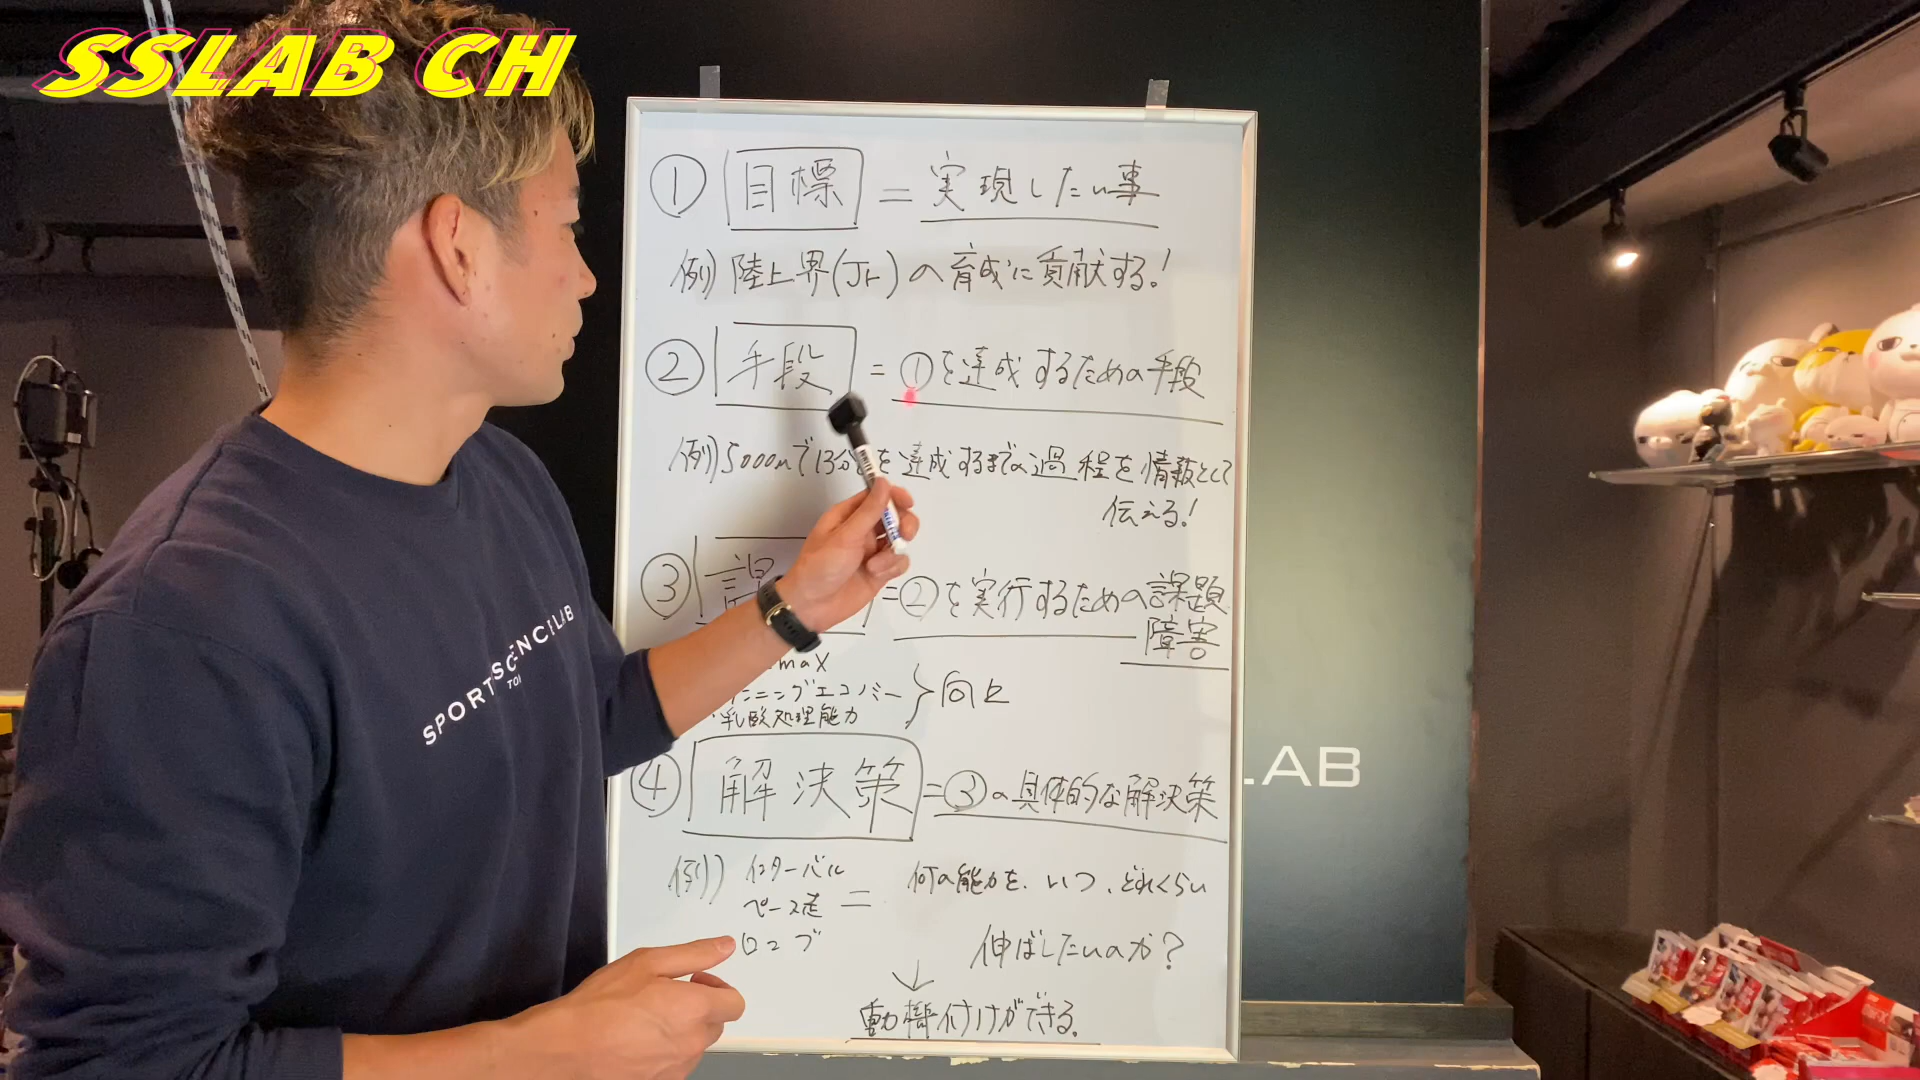 SSLAB CH
① 目標 = 実現したい事
例) 陸上界(Jr)の育成に貢献する!
② 手段 = ①を達成するための手段
例) 5000mで13分を達成するまでの過程を情報として
伝える!
③ 課 = ②を実行するための課題
障害
max
ニングエコノミー
・乳酸処理能力 } 向上
④ 解決策 = ③の具体的な解決策
例) インターバル
ペース走 = 何の能力を、いつ、どれくらい
ロング 伸ばしたいのか?
↓
動機付けができる。
SPORTS SCIENCE LAB
TO
LAB